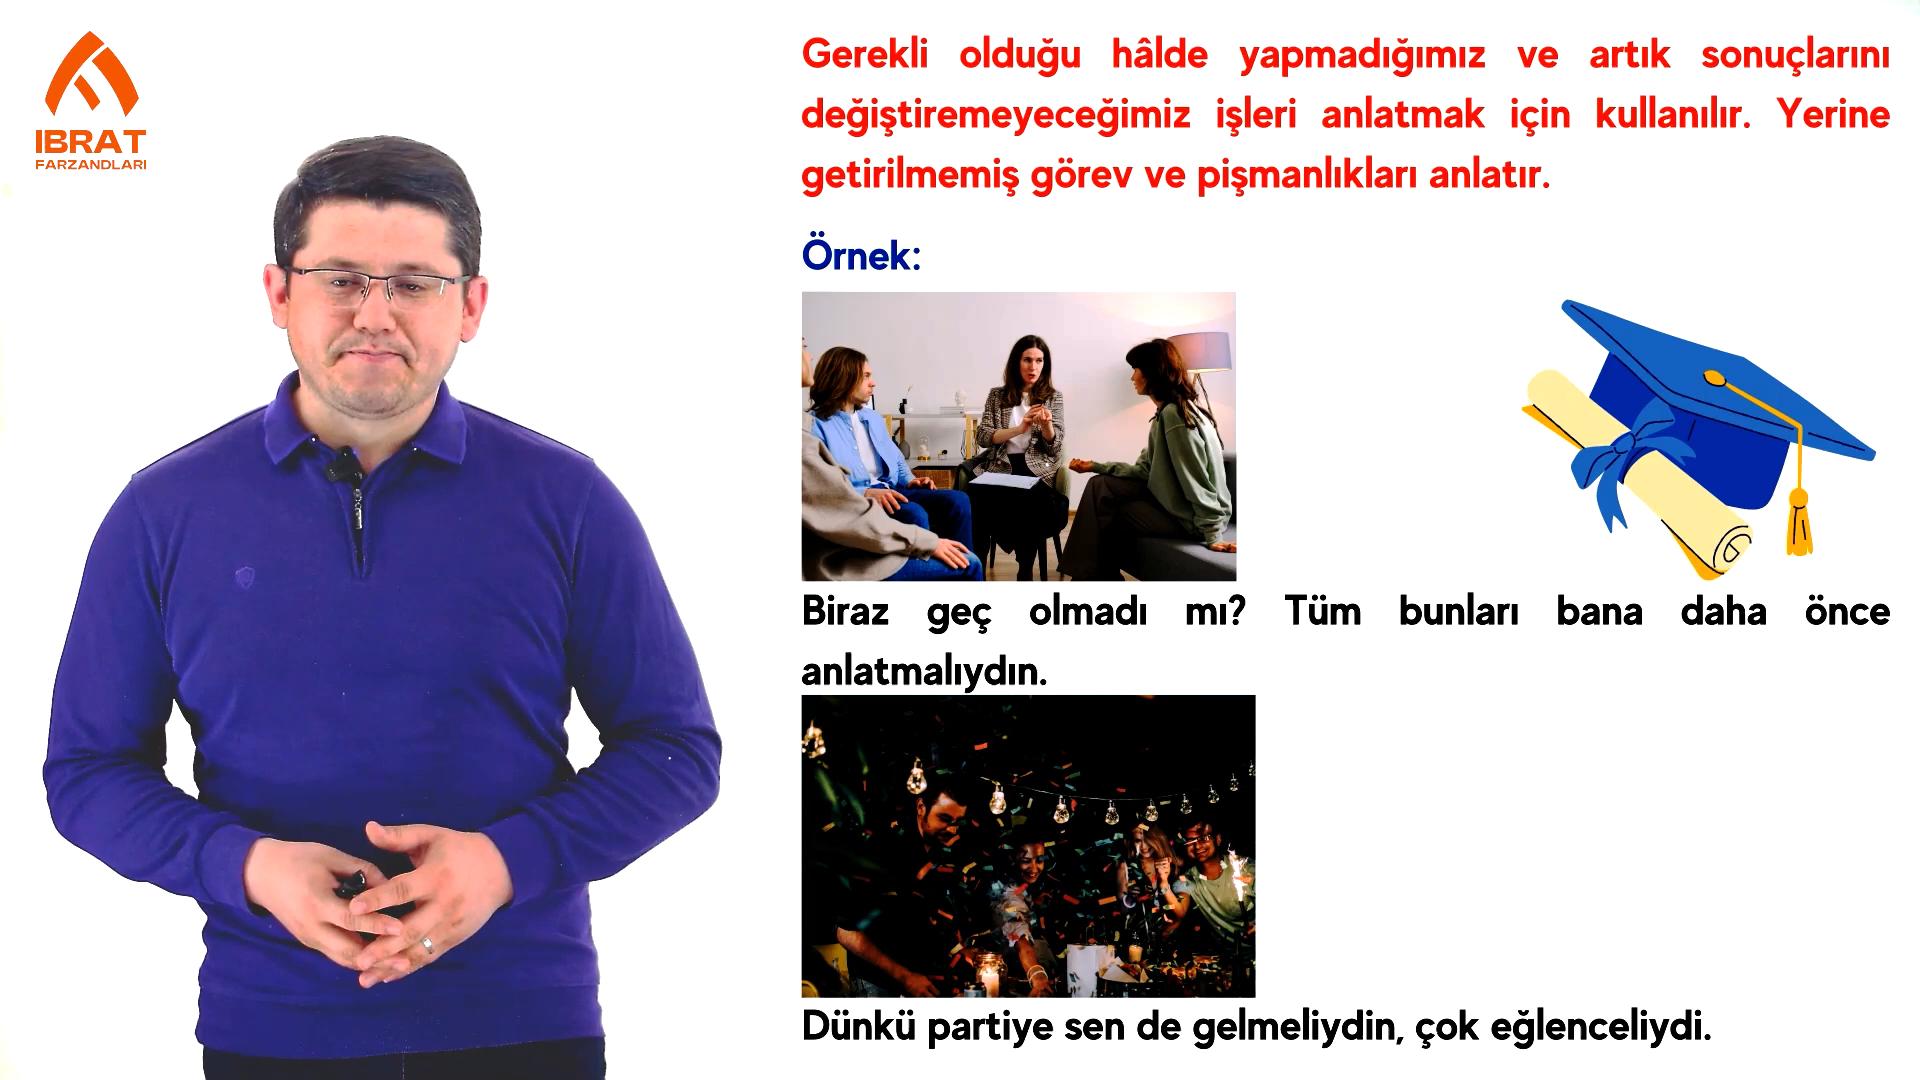 IBRAT
FARZANDLARI
Gerekli olduğu hâlde yapmadığımız ve artık sonuçlarını
değiştiremeyeceğimiz işleri anlatmak için kullanılır. Yerine
getirilmemiş görev ve pişmanlıkları anlatır.
Örnek:
Biraz geç olmadı mı? Tüm bunları bana daha önce
anlatmalıydın.
Dünkü partiye sen de gelmeliydin, çok eğlenceliydi.